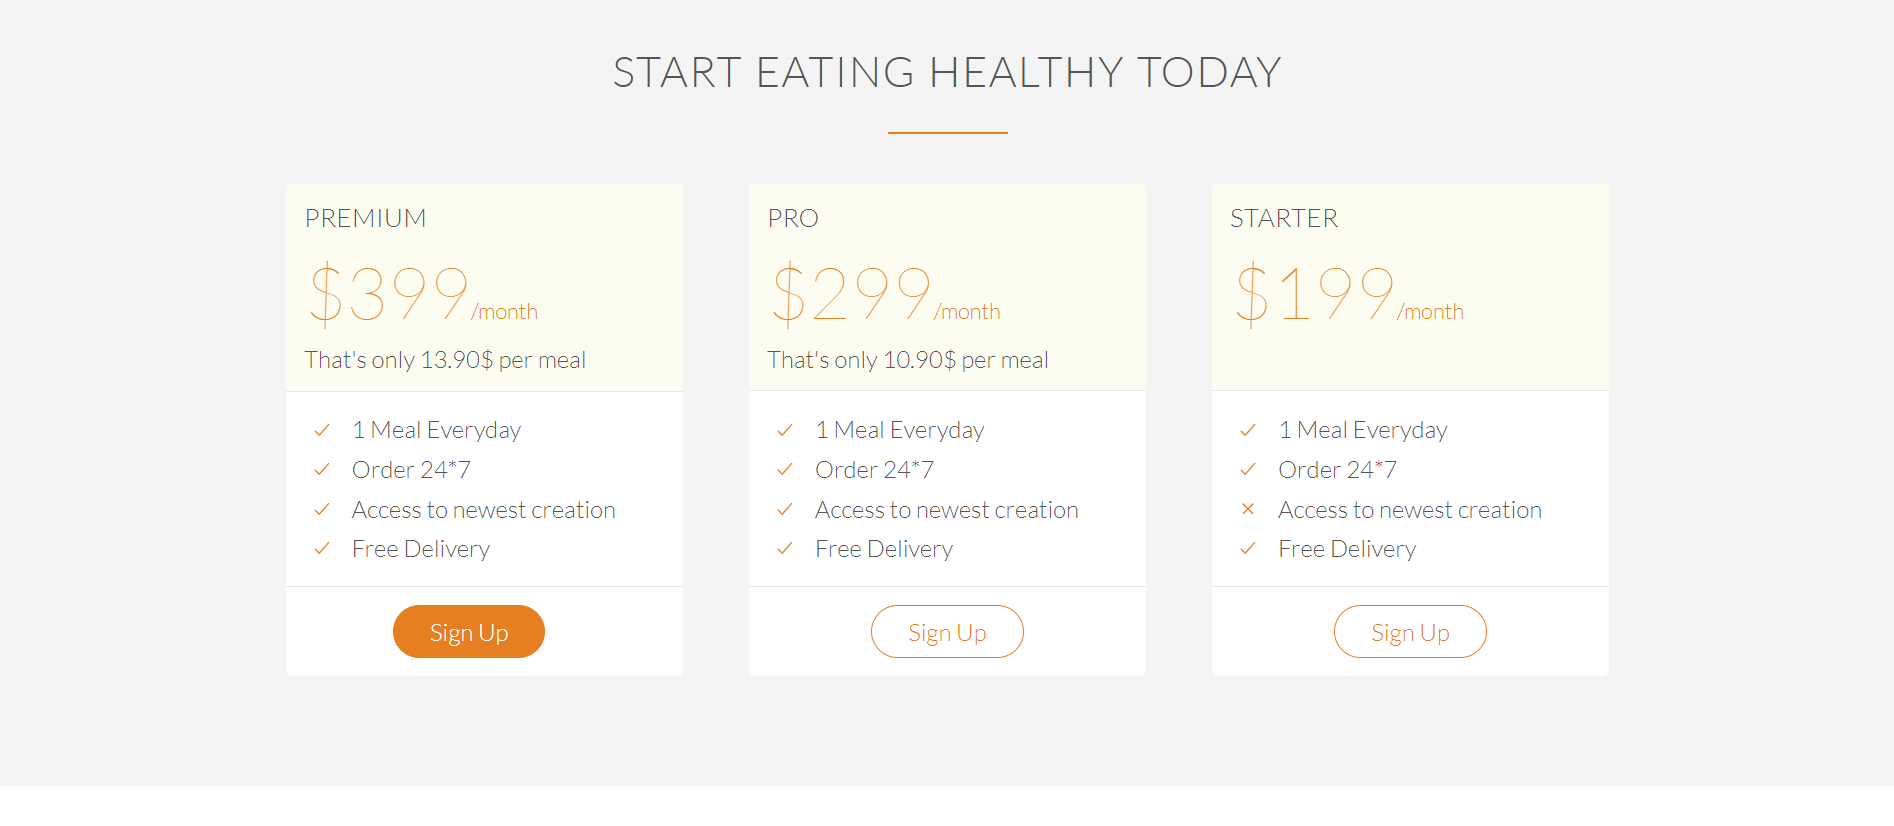 START EATING HEALTHY TODAY
PREMIUM
$399/month
That's only 13.90$ per meal
1 Meal Everyday
Order 24*7
Access to newest creation
Free Delivery
Sign Up
PRO
$299/month
That's only 10.90$ per meal
1 Meal Everyday
Order 24*7
Access to newest creation
Free Delivery
Sign Up
STARTER
$199/month
1 Meal Everyday
Order 24*7
Access to newest creation
Free Delivery
Sign Up